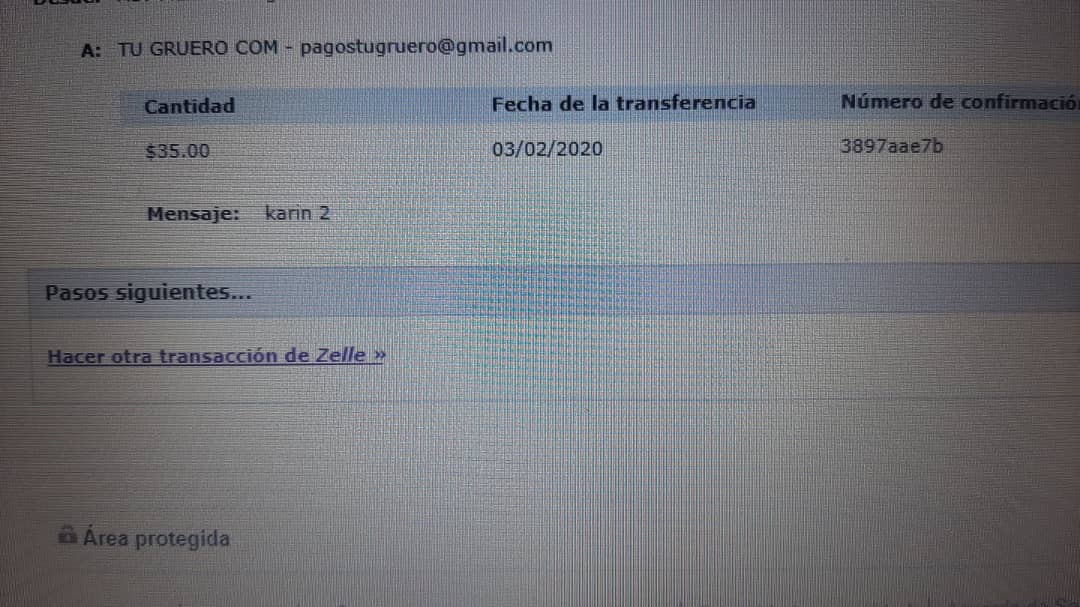 A: TU GRUERO COM - pagostugruero@gmail.com
Cantidad Fecha de la transferencia Número de confirmació
$35.00 03/02/2020 3897aae7b
Mensaje: karin 2
Pasos siguientes...
Hacer otra transacción de Zelle »
Área protegida